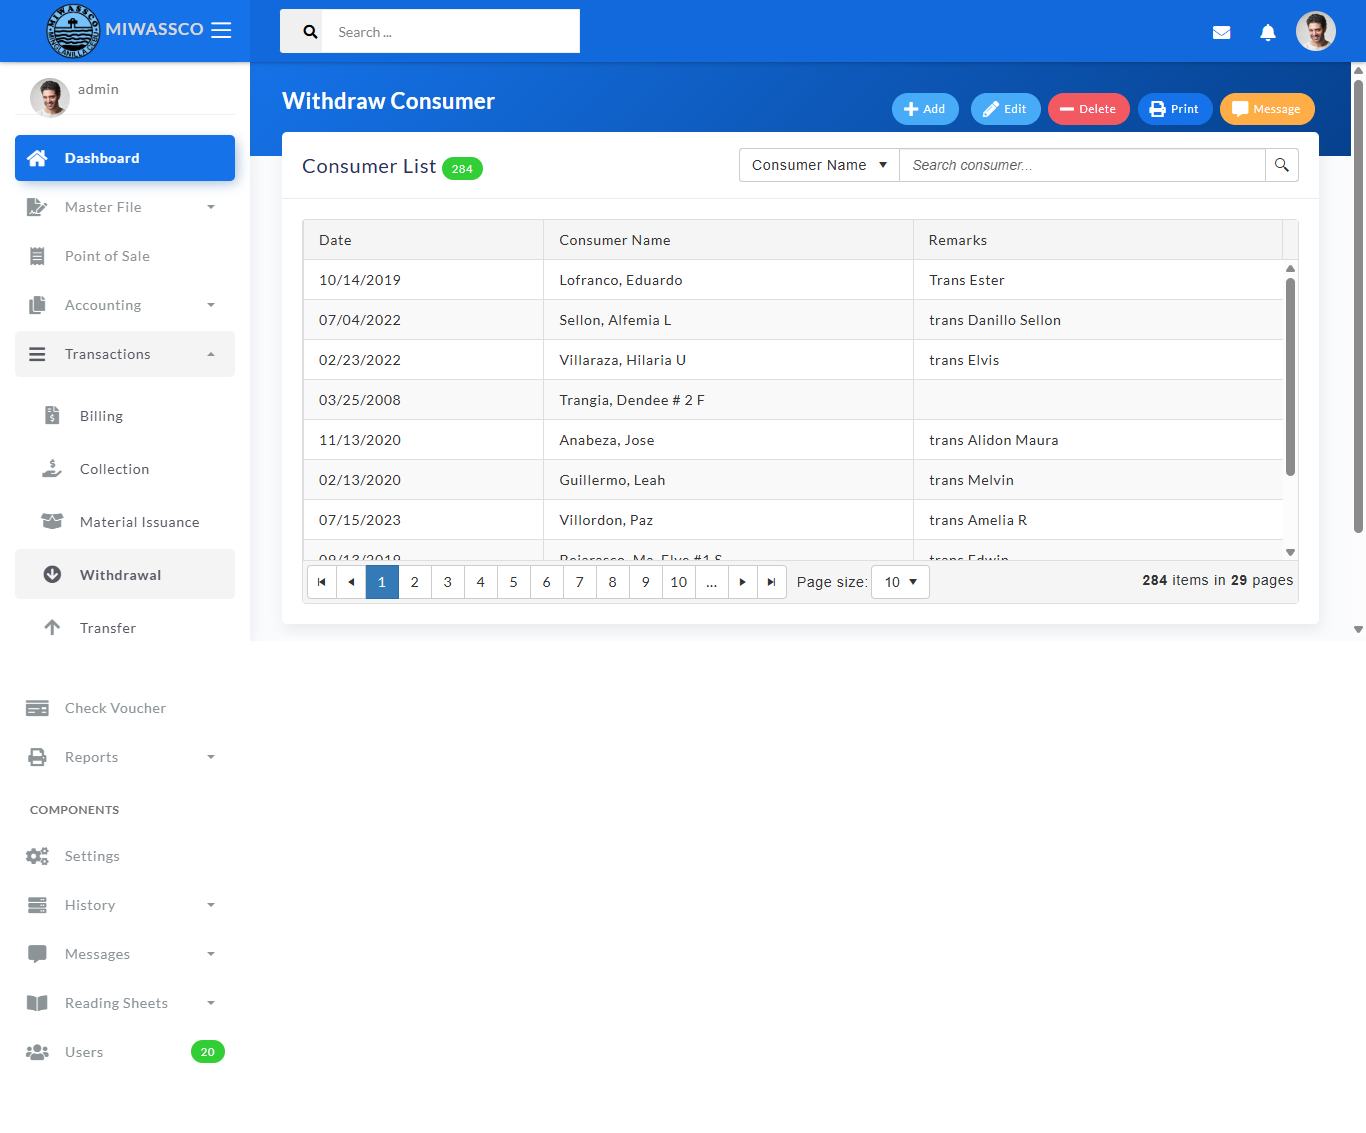 MIWASSCO
Search ...
admin
Dashboard
Master File
Point of Sale
Accounting
Transactions
Billing
Collection
Material Issuance
Withdrawal
Transfer
Check Voucher
Reports
COMPONENTS
Settings
History
Messages
Reading Sheets
Users 20
Withdraw Consumer
Add Edit Delete Print Message
Consumer List 284
Consumer Name Search consumer...
Date Consumer Name Remarks
10/14/2019 Lofranco, Eduardo Trans Ester
07/04/2022 Sellon, Alfemia L trans Danillo Sellon
02/23/2022 Villaraza, Hilaria U trans Elvis
03/25/2008 Trangia, Dendee # 2 F
11/13/2020 Anabeza, Jose trans Alidon Maura
02/13/2020 Guillermo, Leah trans Melvin
07/15/2023 Villordon, Paz trans Amelia R
09/13/2019 trans Edwin
1 2 3 4 5 6 7 8 9 10 ... Page size: 10 284 items in 29 pages